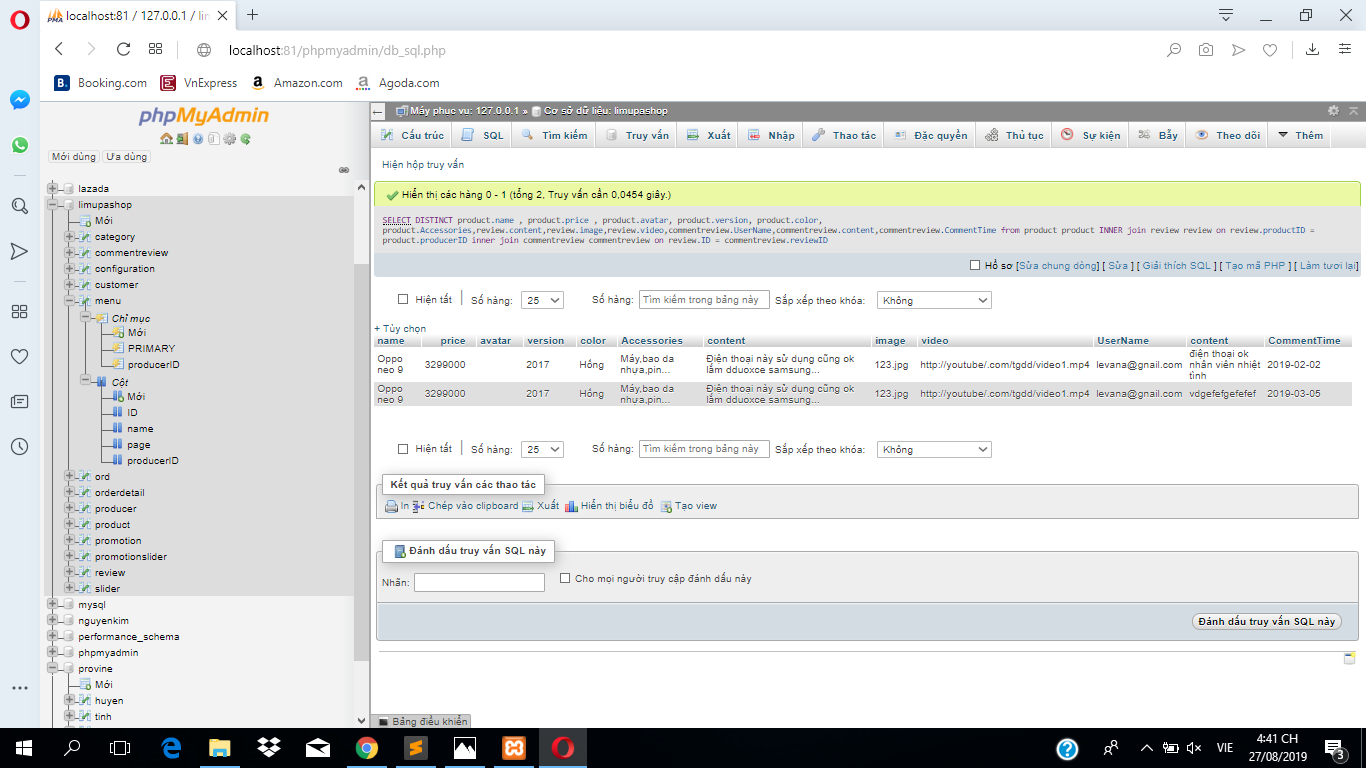 localhost:81 / 127.0.0.1 / lim
localhost:81/phpmyadmin/db_sql.php
Booking.com
VnExpress
Amazon.com
Agoda.com
phpMyAdmin
Mới dùng
Ưa dùng
lazada
limupashop
Mới
category
commentreview
configuration
customer
menu
Chỉ mục
Mới
PRIMARY
producerID
Cột
Mới
ID
name
page
producerID
ord
orderdetail
producer
product
promotion
promotionslider
review
slider
mysql
nguyenkim
performance_schema
phpmyadmin
provine
Mới
huyen
tinh
Máy phục vụ: 127.0.0.1 » Cơ sở dữ liệu: limupashop
Cấu trúc SQL Tìm kiếm Truy vấn Xuất Nhập Thao tác Đặc quyền Thủ tục Sự kiện Bẫy Theo dõi Thêm
Hiện hộp truy vấn
Hiển thị các hàng 0 - 1 (tổng 2, Truy vấn cần 0,0454 giây.)
SELECT DISTINCT product.name , product.price , product.avatar, product.version, product.color,
product.Accessories,review.content,review.image,review.video,commentreview.UserName,commentreview.content,commentreview.CommentTime from product product INNER join review review on review.productID =
product.producerID inner join commentreview commentreview on review.ID = commentreview.reviewID
Hồ sơ [Sửa chung dòng] [ Sửa ] [ Giải thích SQL ] [ Tạo mã PHP ] [ Làm tươi lại]
Hiện tất Số hàng: 25 Số hàng: Tìm kiếm trong bảng này Sắp xếp theo khóa: Không
+ Tùy chọn
name price avatar version color Accessories content image video UserName content CommentTime
Oppo neo 9 3299000 2017 Hồng Máy,bao da nhựa,pin... Điện thoại này sử dụng cũng ok lắm dduoxce samsung... 123.jpg http://youtube/.com/tgdd/video1.mp4 levana@gnail.com điện thoại ok nhân viên nhiệt tình 2019-02-02
Oppo neo 9 3299000 2017 Hồng Máy,bao da nhựa,pin... Điện thoại này sử dụng cũng ok lắm dduoxce samsung... 123.jpg http://youtube/.com/tgdd/video1.mp4 levana@gnail.com vdgefefgefefef 2019-03-05
Hiện tất Số hàng: 25 Số hàng: Tìm kiếm trong bảng này Sắp xếp theo khóa: Không
Kết quả truy vấn các thao tác
In Chép vào clipboard Xuất Hiển thị biểu đồ Tạo view
Đánh dấu truy vấn SQL này
Nhãn: Cho mọi người truy cập đánh dấu này
Đánh dấu truy vấn SQL này
Bảng điều khiển
VIE
4:41 CH
27/08/2019
3